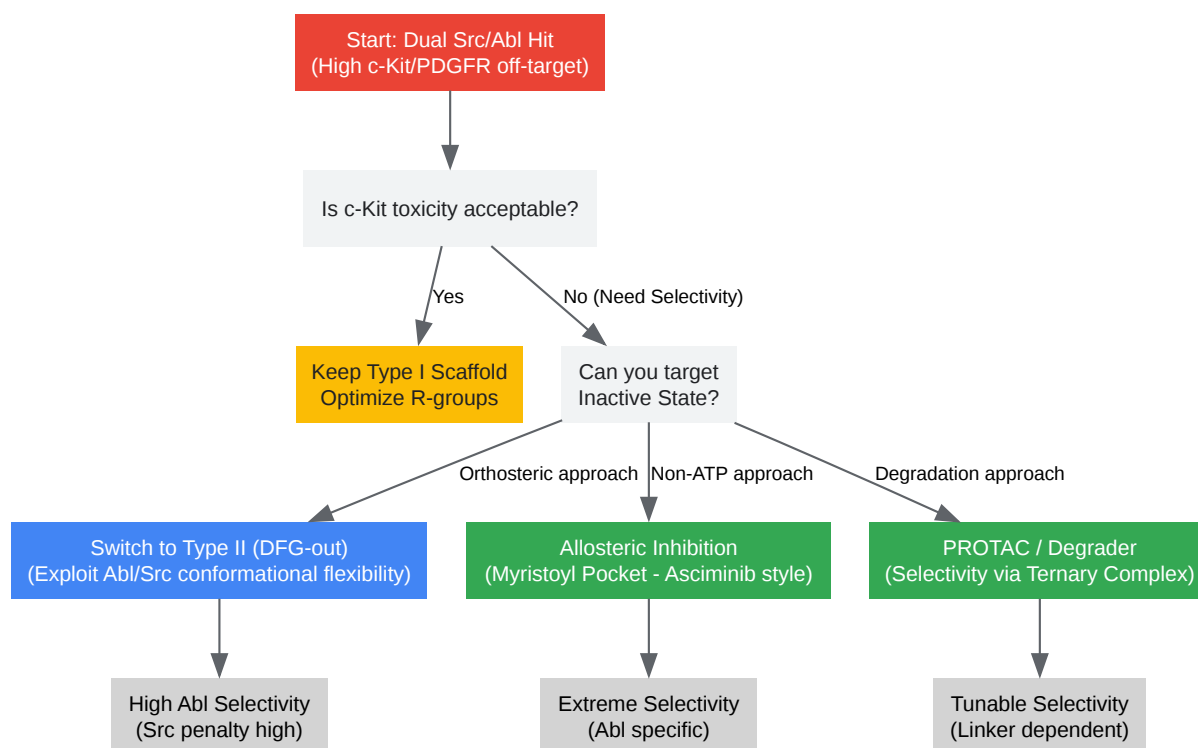 Start: Dual Src/Abl Hit
(High c-Kit/PDGFR off-target)
Is c-Kit toxicity acceptable?
Yes
No (Need Selectivity)
Keep Type I Scaffold
Optimize R-groups
Can you target
Inactive State?
Orthosteric approach
Non-ATP approach
Degradation approach
Switch to Type II (DFG-out)
(Exploit Abl/Src conformational flexibility)
Allosteric Inhibition
(Myristoyl Pocket - Asciminib style)
PROTAC / Degrader
(Selectivity via Ternary Complex)
High Abl Selectivity
(Src penalty high)
Extreme Selectivity
(Abl specific)
Tunable Selectivity
(Linker dependent)